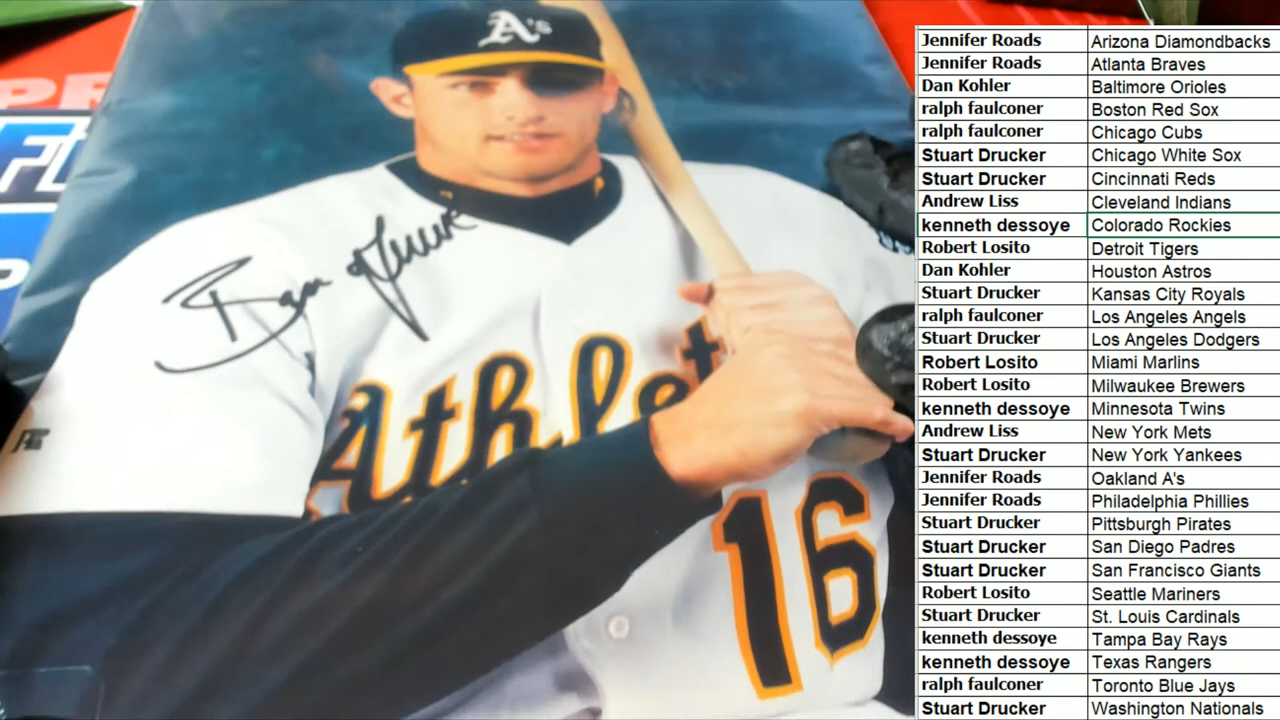 A's
PR
Athlet
16
Jennifer Roads Arizona Diamondbacks
Jennifer Roads Atlanta Braves
Dan Kohler Baltimore Orioles
ralph faulconer Boston Red Sox
ralph faulconer Chicago Cubs
Stuart Drucker Chicago White Sox
Stuart Drucker Cincinnati Reds
Andrew Liss Cleveland Indians
kenneth dessoye Colorado Rockies
Robert Losito Detroit Tigers
Dan Kohler Houston Astros
Stuart Drucker Kansas City Royals
ralph faulconer Los Angeles Angels
Stuart Drucker Los Angeles Dodgers
Robert Losito Miami Marlins
Robert Losito Milwaukee Brewers
kenneth dessoye Minnesota Twins
Andrew Liss New York Mets
Stuart Drucker New York Yankees
Jennifer Roads Oakland A's
Jennifer Roads Philadelphia Phillies
Stuart Drucker Pittsburgh Pirates
Stuart Drucker San Diego Padres
Stuart Drucker San Francisco Giants
Robert Losito Seattle Mariners
Stuart Drucker St. Louis Cardinals
kenneth dessoye Tampa Bay Rays
kenneth dessoye Texas Rangers
ralph faulconer Toronto Blue Jays
Stuart Drucker Washington Nationals